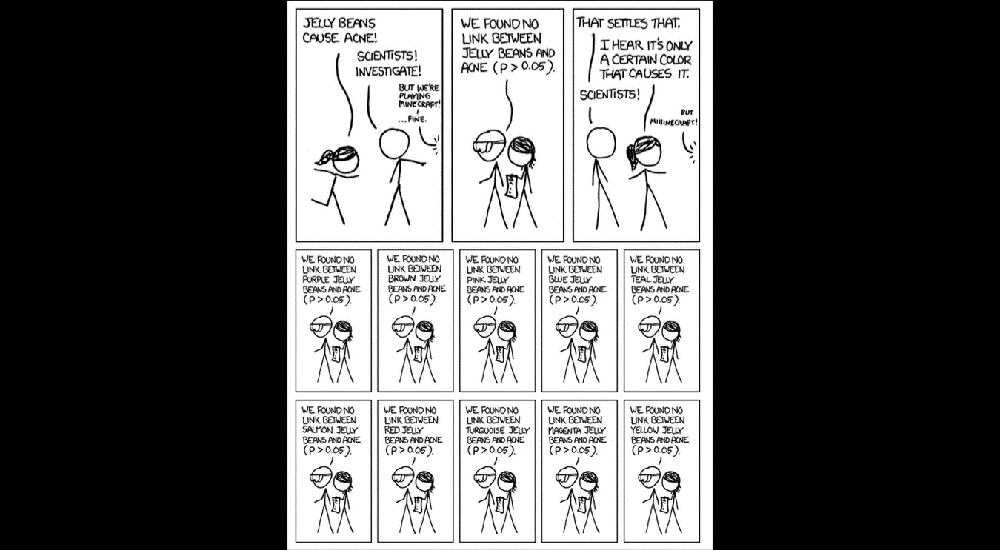 JELLY BEANS
CAUSE ACNE!
SCIENTISTS!
INVESTIGATE!
BUT WE'RE
PLAYING
MINECRAFT!
...FINE.
WE FOUND NO
LINK BETWEEN
JELLY BEANS AND
ACNE (P > 0.05).
THAT SETTLES THAT.
I HEAR IT'S ONLY
A CERTAIN COLOR
THAT CAUSES IT.
SCIENTISTS!
BUT
MIIIINECRAFT!
WE FOUND NO
LINK BETWEEN
PURPLE JELLY
BEANS AND ACNE
(P > 0.05).
WE FOUND NO
LINK BETWEEN
BROWN JELLY
BEANS AND ACNE
(P > 0.05).
WE FOUND NO
LINK BETWEEN
PINK JELLY
BEANS AND ACNE
(P > 0.05).
WE FOUND NO
LINK BETWEEN
BLUE JELLY
BEANS AND ACNE
(P > 0.05).
WE FOUND NO
LINK BETWEEN
TEAL JELLY
BEANS AND ACNE
(P > 0.05).
WE FOUND NO
LINK BETWEEN
SALMON JELLY
BEANS AND ACNE
(P > 0.05).
WE FOUND NO
LINK BETWEEN
RED JELLY
BEANS AND ACNE
(P > 0.05).
WE FOUND NO
LINK BETWEEN
TURQUOISE JELLY
BEANS AND ACNE
(P > 0.05).
WE FOUND NO
LINK BETWEEN
MAGENTA JELLY
BEANS AND ACNE
(P > 0.05).
WE FOUND NO
LINK BETWEEN
YELLOW JELLY
BEANS AND ACNE
(P > 0.05).